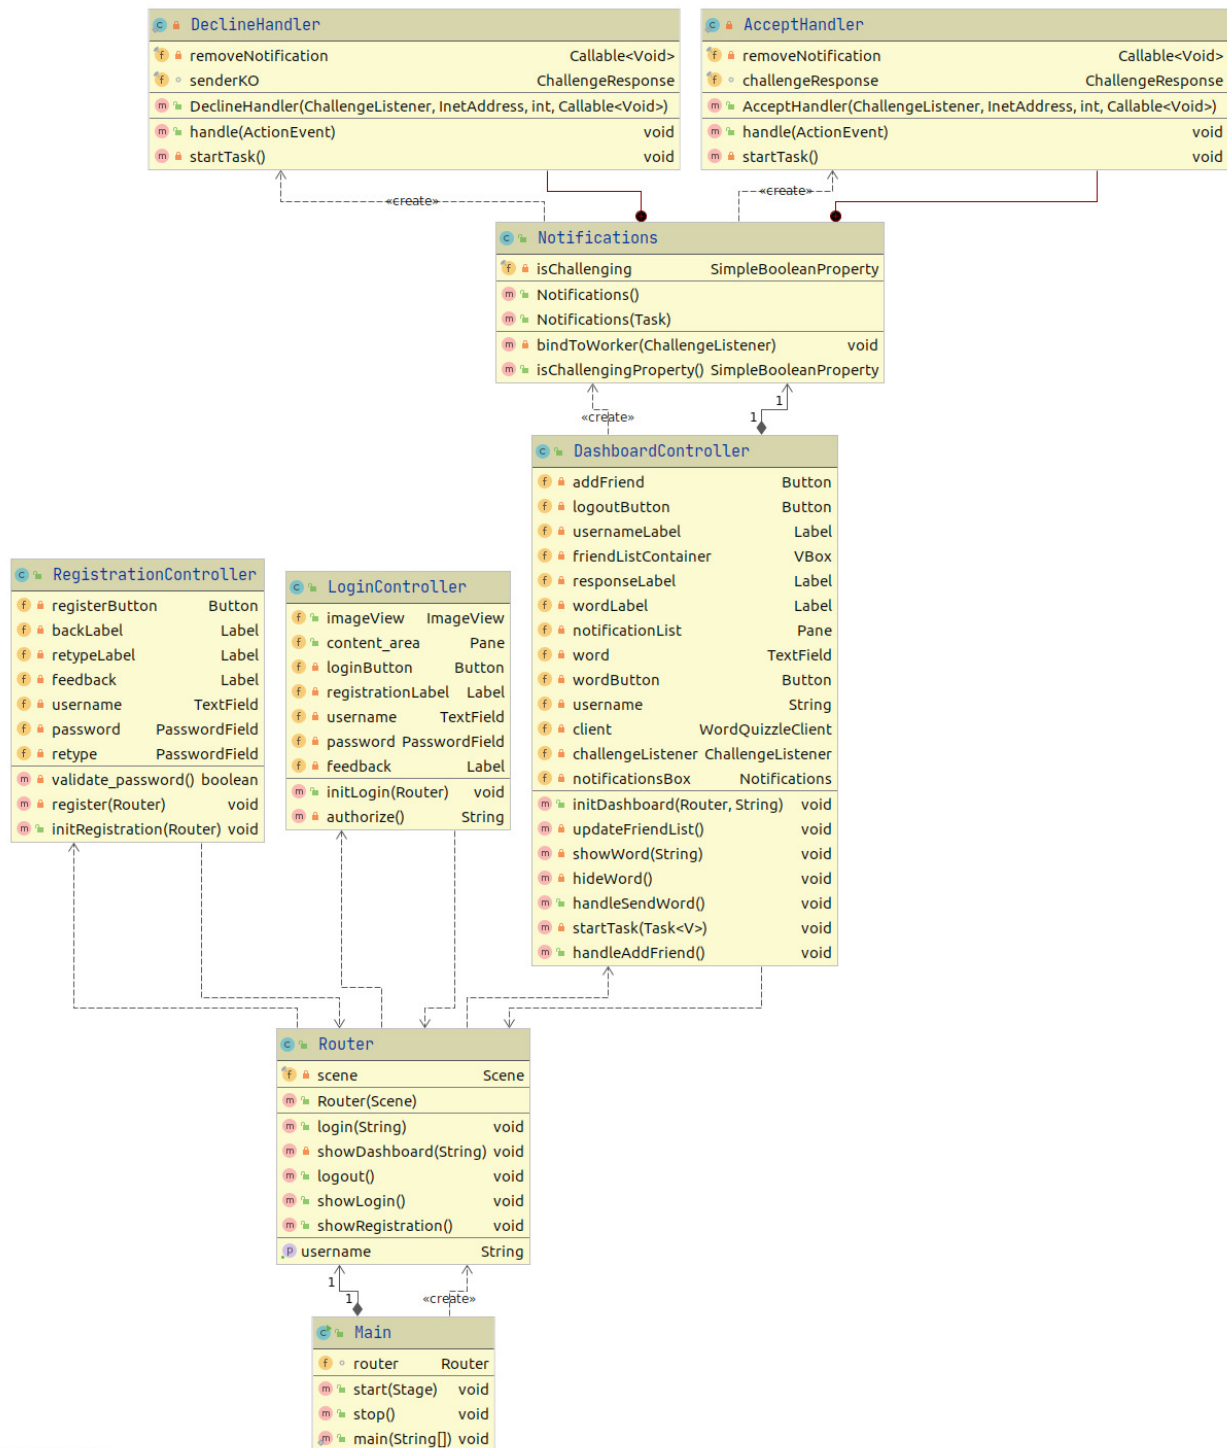 DeclineHandler
removeNotification Callable<Void>
senderKO ChallengeResponse
DeclineHandler(ChallengeListener, InetAddress, int, Callable<Void>)
handle(ActionEvent) void
startTask() void
AcceptHandler
removeNotification Callable<Void>
challengeResponse ChallengeResponse
AcceptHandler(ChallengeListener, InetAddress, int, Callable<Void>)
handle(ActionEvent) void
startTask() void
«create»
«create»
Notifications
isChallenging SimpleBooleanProperty
Notifications()
Notifications(Task)
bindToWorker(ChallengeListener) void
isChallengingProperty() SimpleBooleanProperty
1
«create»
1
DashboardController
addFriend Button
logoutButton Button
usernameLabel Label
friendListContainer VBox
responseLabel Label
wordLabel Label
notificationList Pane
word TextField
wordButton Button
username String
client WordQuizzleClient
challengeListener ChallengeListener
notificationsBox Notifications
initDashboard(Router, String) void
updateFriendList() void
showWord(String) void
hideWord() void
handleSendWord() void
startTask(Task<V>) void
handleAddFriend() void
RegistrationController
registerButton Button
backLabel Label
retypeLabel Label
feedback Label
username TextField
password PasswordField
retype PasswordField
validate_password() boolean
register(Router) void
initRegistration(Router) void
LoginController
imageView ImageView
content_area Pane
loginButton Button
registrationLabel Label
username TextField
password PasswordField
feedback Label
initLogin(Router) void
authorize() String
Router
scene Scene
Router(Scene)
login(String) void
showDashboard(String) void
logout() void
showLogin() void
showRegistration() void
username String
1
1
«create»
Main
router Router
start(Stage) void
stop() void
main(String[]) void